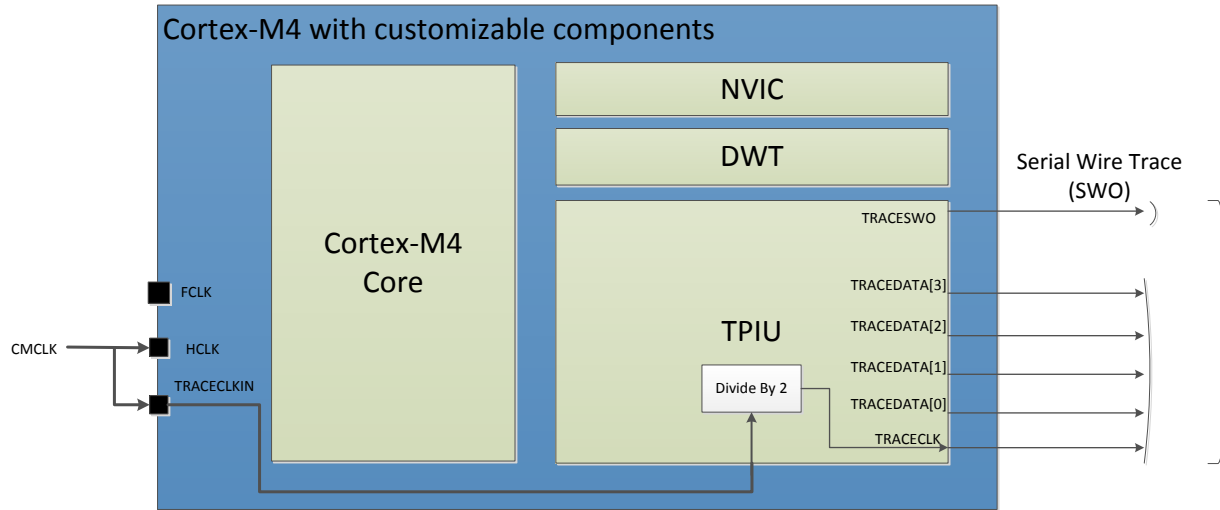 Cortex-M4 with customizable components
NVIC
DWT
Serial Wire Trace
(SWO)
TRACESWO
Cortex-M4
Core
FCLK
TRACEDATA[3]
TRACEDATA[2]
TPIU
CMCLK
HCLK
TRACECLKIN
TRACEDATA[1]
Divide By 2
TRACEDATA[0]
TRACECLK